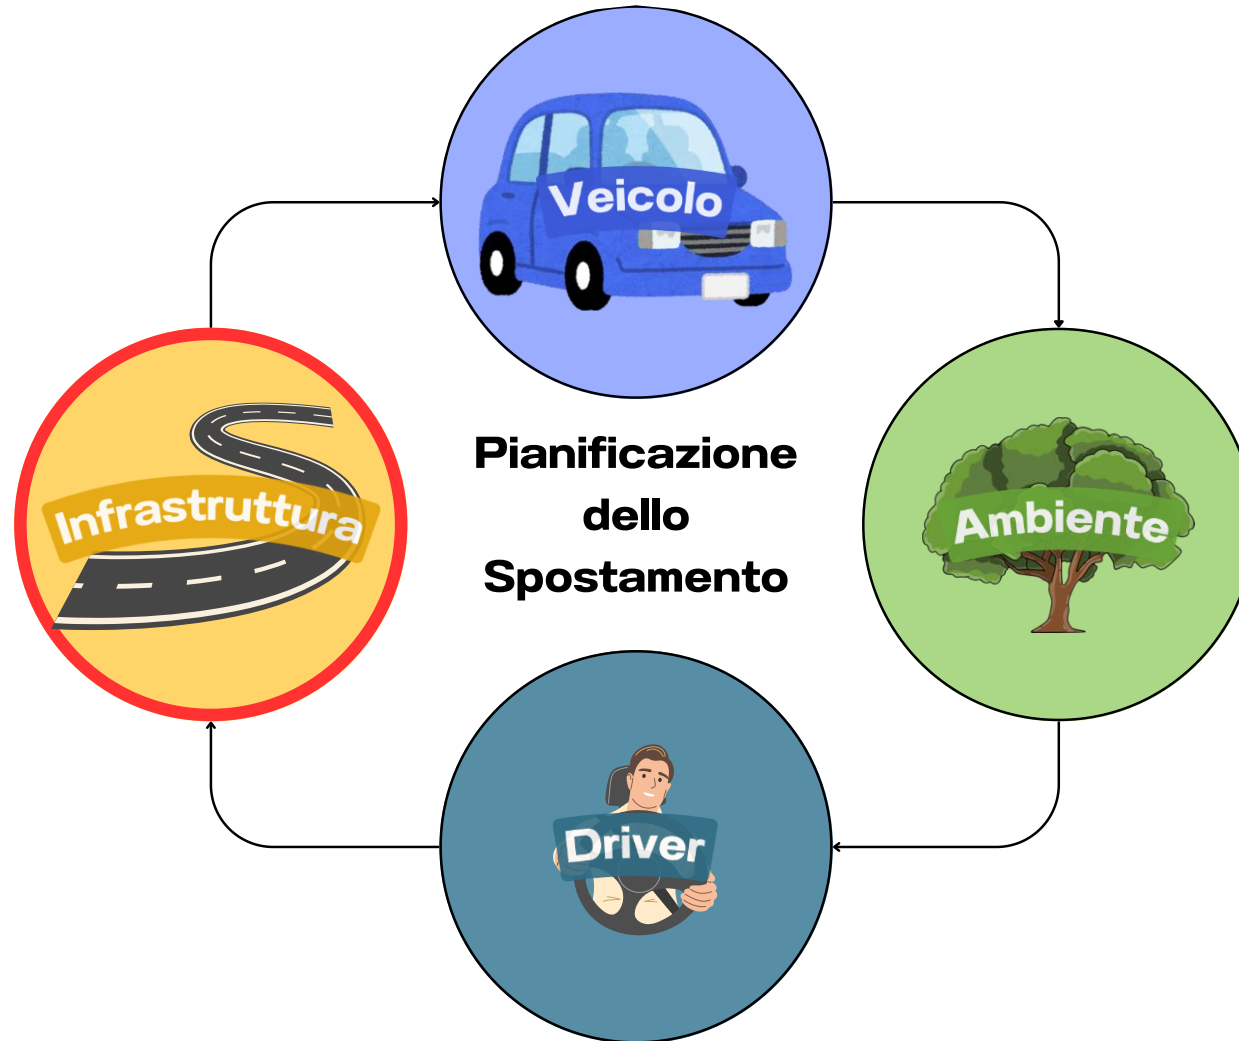 Veicolo
Pianificazione
dello
Spostamento
Infrastruttura
Ambiente
Driver